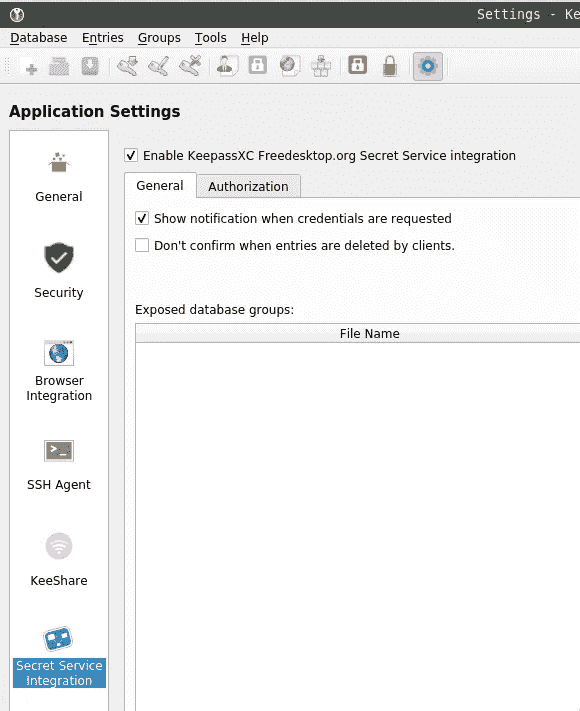 Settings - Ke
Database Entries Groups Tools Help
Application Settings
General
Security
Browser
Integration
SSH Agent
KeeShare
Secret Service
Integration
Enable KeepassXC Freedesktop.org Secret Service integration
General Authorization
Show notification when credentials are requested
Don't confirm when entries are deleted by clients.
Exposed database groups:
File Name